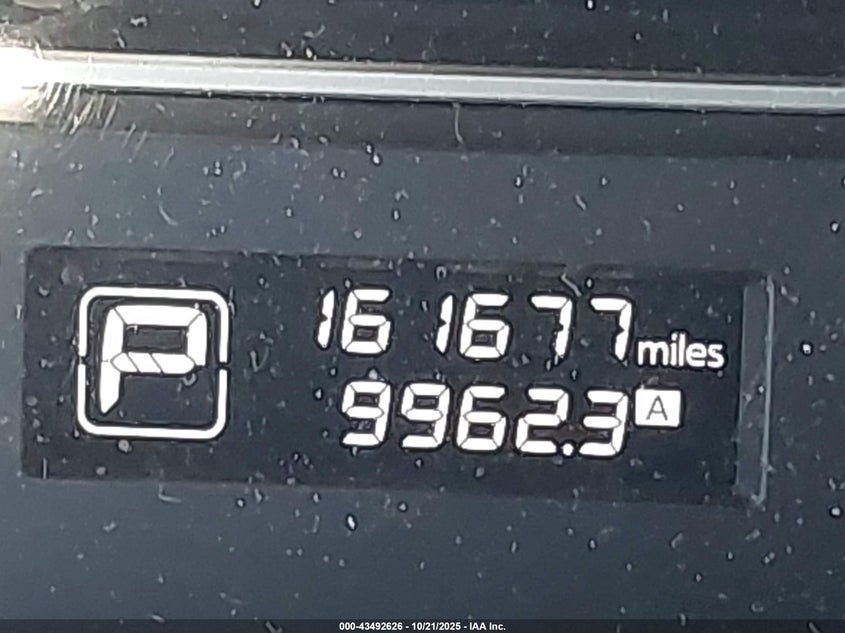 P
161677 miles
9962.3 A
000-43492626 - 10/21/2025 - IAA Inc.